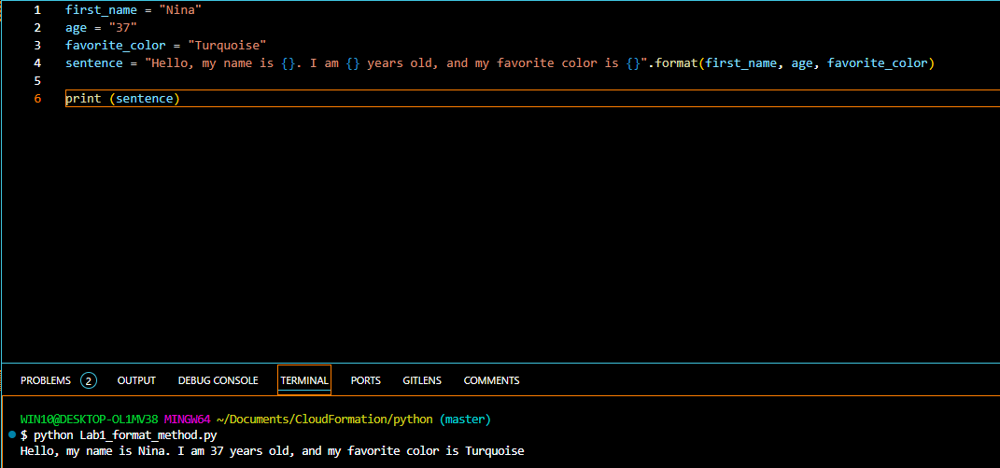 1 first_name = "Nina"
2 age = "37"
3 favorite_color = "Turquoise"
4 sentence = "Hello, my name is {}. I am {} years old, and my favorite color is {}".format(first_name, age, favorite_color)
5
6 print (sentence)
PROBLEMS 2 OUTPUT DEBUG CONSOLE TERMINAL PORTS GITLENS COMMENTS
WIN10@DESKTOP-OL1MV38 MINGW64 ~/Documents/CloudFormation/python (master)
$ python Lab1_format_method.py
Hello, my name is Nina. I am 37 years old, and my favorite color is Turquoise